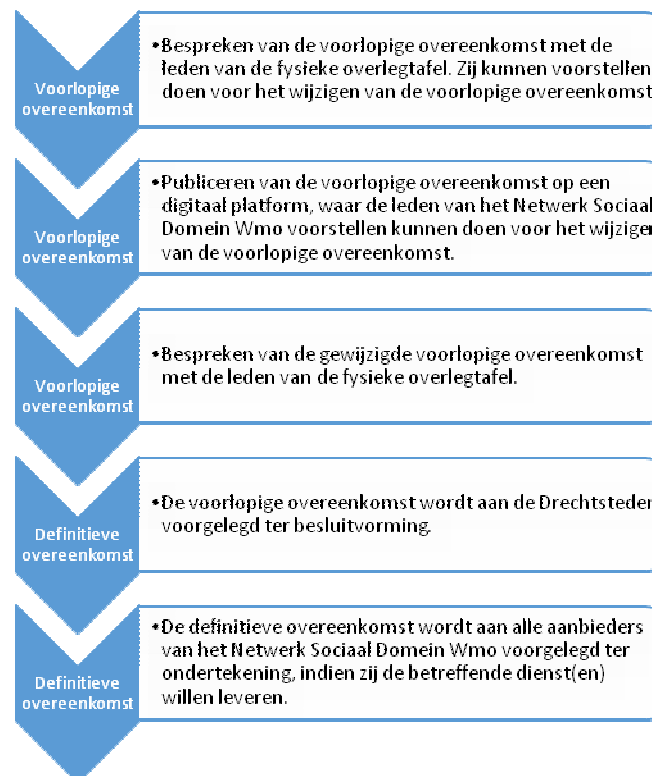 Voorlopige
overeenkomst
•Bespreken van de voorlopige overeenkomst met de
leden van de fysieke overlegtafel. Zij kunnen voorstellen
doen voor het wijzigen van de voorlopige overeenkomst
Voorlopige
overeenkomst
•Publiceren van de voorlopige overeenkomst op een
digitaal platform, waar de leden van het Netwerk Sociaal
Domein Wmo voorstellen kunnen doen voor het wijziger
van de voorlopige overeenkomst.
Voorlopige
overeenkomst
•Bespreken van de gewijzigde voorlopige overeenkomst
met de leden van de fysieke overlegtafel.
Definitieve
overeenkomst
•De voorlopige overeenkomst wordt aan de Drechtsteder
voorgelegd ter besluitvorming.
Definitieve
overeenkomst
•De definitieve overeenkomst wordt aan alle aanbieders
van het Netwerk Sociaal Domein Wmo voorgelegd ter
ondertekening, indien zij de betreffende dienst(en)
willen leveren.